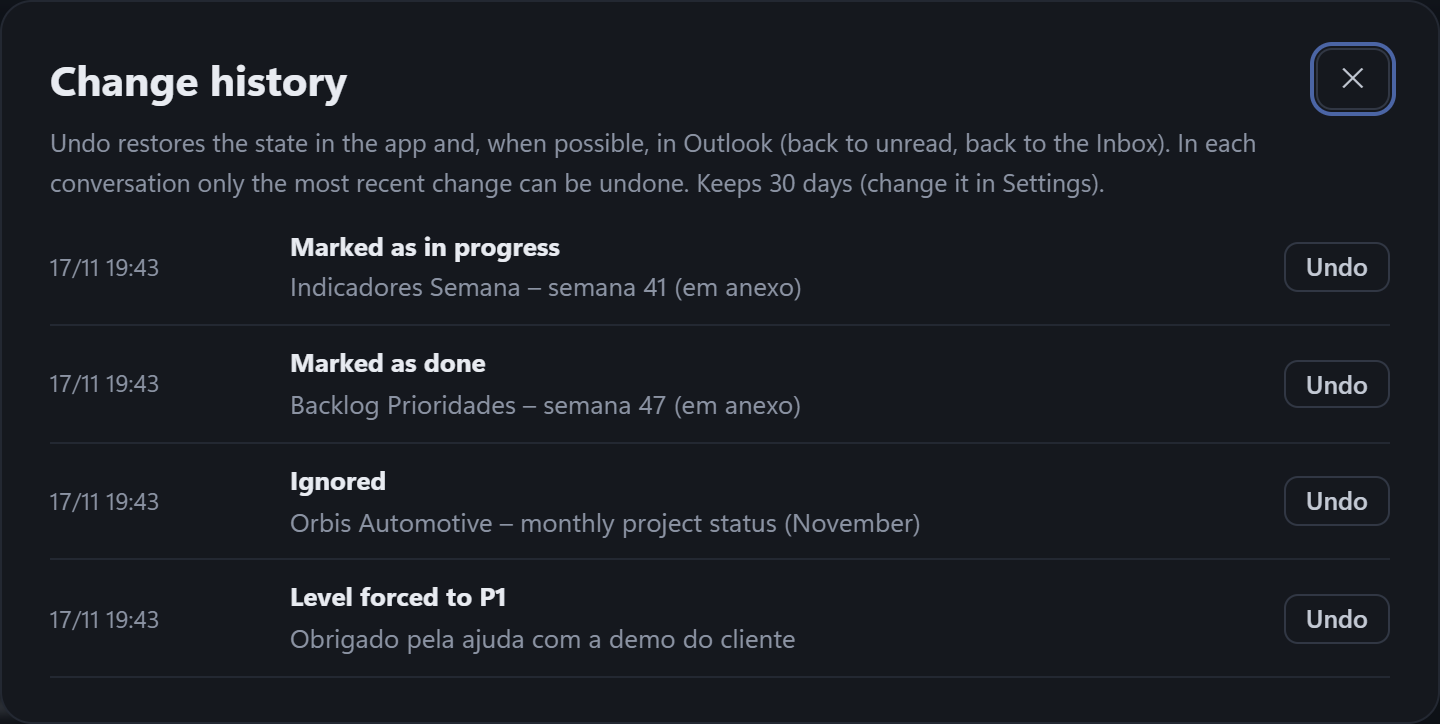 Change history
Undo restores the state in the app and, when possible, in Outlook (back to unread, back to the Inbox). In each
conversation only the most recent change can be undone. Keeps 30 days (change it in Settings).
Marked as in progress
17/11 19:43
Undo
Indicadores Semana – semana 41 (em anexo)
Marked as done
17/11 19:43
Undo
Backlog Prioridades – semana 47 (em anexo)
Ignored
17/11 19:43
Undo
Orbis Automotive – monthly project status (November)
Level forced to P1
17/11 19:43
Undo
Obrigado pela ajuda com a demo do cliente